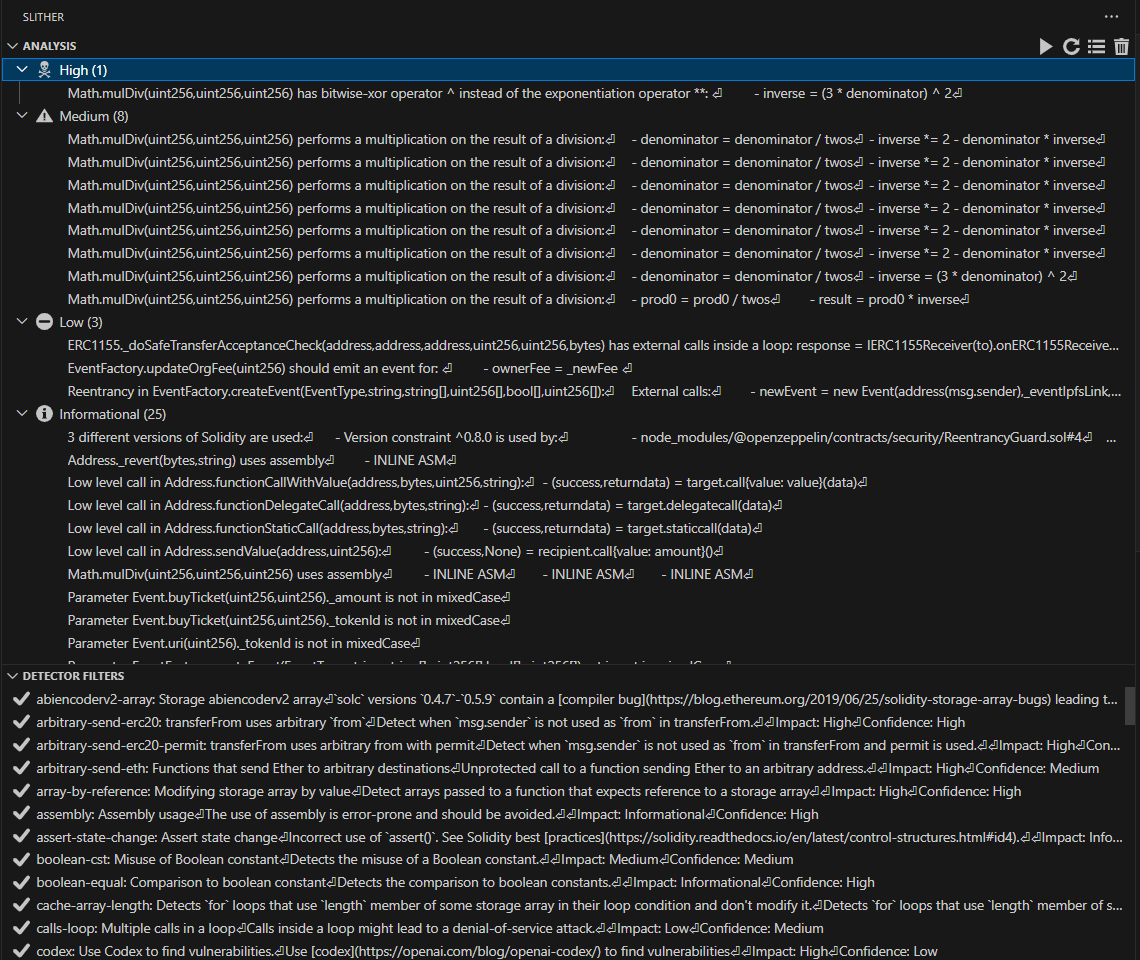 SLITHER
ANALYSIS
High (1)
Math.mulDiv(uint256,uint256,uint256) has bitwise-xor operator ^ instead of the exponentiation operator **: ⏎ - inverse = (3 * denominator) ^ 2⏎
Medium (8)
Math.mulDiv(uint256,uint256,uint256) performs a multiplication on the result of a division:⏎ - denominator = denominator / twos⏎ - inverse *= 2 - denominator * inverse⏎
Math.mulDiv(uint256,uint256,uint256) performs a multiplication on the result of a division:⏎ - denominator = denominator / twos⏎ - inverse *= 2 - denominator * inverse⏎
Math.mulDiv(uint256,uint256,uint256) performs a multiplication on the result of a division:⏎ - denominator = denominator / twos⏎ - inverse *= 2 - denominator * inverse⏎
Math.mulDiv(uint256,uint256,uint256) performs a multiplication on the result of a division:⏎ - denominator = denominator / twos⏎ - inverse *= 2 - denominator * inverse⏎
Math.mulDiv(uint256,uint256,uint256) performs a multiplication on the result of a division:⏎ - denominator = denominator / twos⏎ - inverse *= 2 - denominator * inverse⏎
Math.mulDiv(uint256,uint256,uint256) performs a multiplication on the result of a division:⏎ - denominator = denominator / twos⏎ - inverse *= 2 - denominator * inverse⏎
Math.mulDiv(uint256,uint256,uint256) performs a multiplication on the result of a division:⏎ - denominator = denominator / twos⏎ - inverse = (3 * denominator) ^ 2⏎
Math.mulDiv(uint256,uint256,uint256) performs a multiplication on the result of a division:⏎ - prod0 = prod0 / twos⏎ - result = prod0 * inverse⏎
Low (3)
ERC1155._doSafeTransferAcceptanceCheck(address,address,address,uint256,uint256,bytes) has external calls inside a loop: response = IERC1155Receiver(to).onERC1155Receive...
EventFactory.updateOrgFee(uint256) should emit an event for: ⏎ - ownerFee = _newFee ⏎
Reentrancy in EventFactory.createEvent(EventType,string,string[],uint256[],bool[],uint256[]):⏎ External calls:⏎ - newEvent = new Event(address(msg.sender),_eventIpfsLink,...
Informational (25)
3 different versions of Solidity are used:⏎ - Version constraint ^0.8.0 is used by:⏎ - node_modules/@openzeppelin/contracts/security/ReentrancyGuard.sol#4⏎ ...
Address._revert(bytes,string) uses assembly⏎ - INLINE ASM⏎
Low level call in Address.functionCallWithValue(address,bytes,uint256,string):⏎ - (success,returndata) = target.call{value: value}(data)⏎
Low level call in Address.functionDelegateCall(address,bytes,string):⏎ - (success,returndata) = target.delegatecall(data)⏎
Low level call in Address.functionStaticCall(address,bytes,string):⏎ - (success,returndata) = target.staticcall(data)⏎
Low level call in Address.sendValue(address,uint256):⏎ - (success,None) = recipient.call{value: amount}()⏎
Math.mulDiv(uint256,uint256,uint256) uses assembly⏎ - INLINE ASM⏎ - INLINE ASM⏎ - INLINE ASM⏎
Parameter Event.buyTicket(uint256,uint256)._amount is not in mixedCase⏎
Parameter Event.buyTicket(uint256,uint256)._tokenId is not in mixedCase⏎
Parameter Event.uri(uint256)._tokenId is not in mixedCase⏎
DETECTOR FILTERS
abiencoderv2-array: Storage abiencoderv2 array⏎`solc` versions `0.4.7`-`0.5.9` contain a [compiler bug](https://blog.ethereum.org/2019/06/25/solidity-storage-array-bugs) leading t...
arbitrary-send-erc20: transferFrom uses arbitrary `from`⏎Detect when `msg.sender` is not used as `from` in transferFrom.⏎⏎Impact: High⏎Confidence: High
arbitrary-send-erc20-permit: transferFrom uses arbitrary from with permit⏎Detect when `msg.sender` is not used as `from` in transferFrom and permit is used.⏎⏎Impact: High⏎Con...
arbitrary-send-eth: Functions that send Ether to arbitrary destinations⏎Unprotected call to a function sending Ether to an arbitrary address.⏎⏎Impact: High⏎Confidence: Medium
array-by-reference: Modifying storage array by value⏎Detect arrays passed to a function that expects reference to a storage array⏎⏎Impact: High⏎Confidence: High
assembly: Assembly usage⏎The use of assembly is error-prone and should be avoided.⏎⏎Impact: Informational⏎Confidence: High
assert-state-change: Assert state change⏎Incorrect use of `assert()`. See Solidity best [practices](https://solidity.readthedocs.io/en/latest/control-structures.html#id4).⏎⏎Impact: Info...
boolean-cst: Misuse of Boolean constant⏎Detects the misuse of a Boolean constant.⏎⏎Impact: Medium⏎Confidence: Medium
boolean-equal: Comparison to boolean constant⏎Detects the comparison to boolean constants.⏎⏎Impact: Informational⏎Confidence: High
cache-array-length: Detects `for` loops that use `length` member of some storage array in their loop condition and don't modify it.⏎Detects `for` loops that use `length` member of s...
calls-loop: Multiple calls in a loop⏎Calls inside a loop might lead to a denial-of-service attack.⏎⏎Impact: Low⏎Confidence: Medium
codex: Use Codex to find vulnerabilities.⏎Use [codex](https://openai.com/blog/openai-codex/) to find vulnerabilities⏎⏎Impact: High⏎Confidence: Low